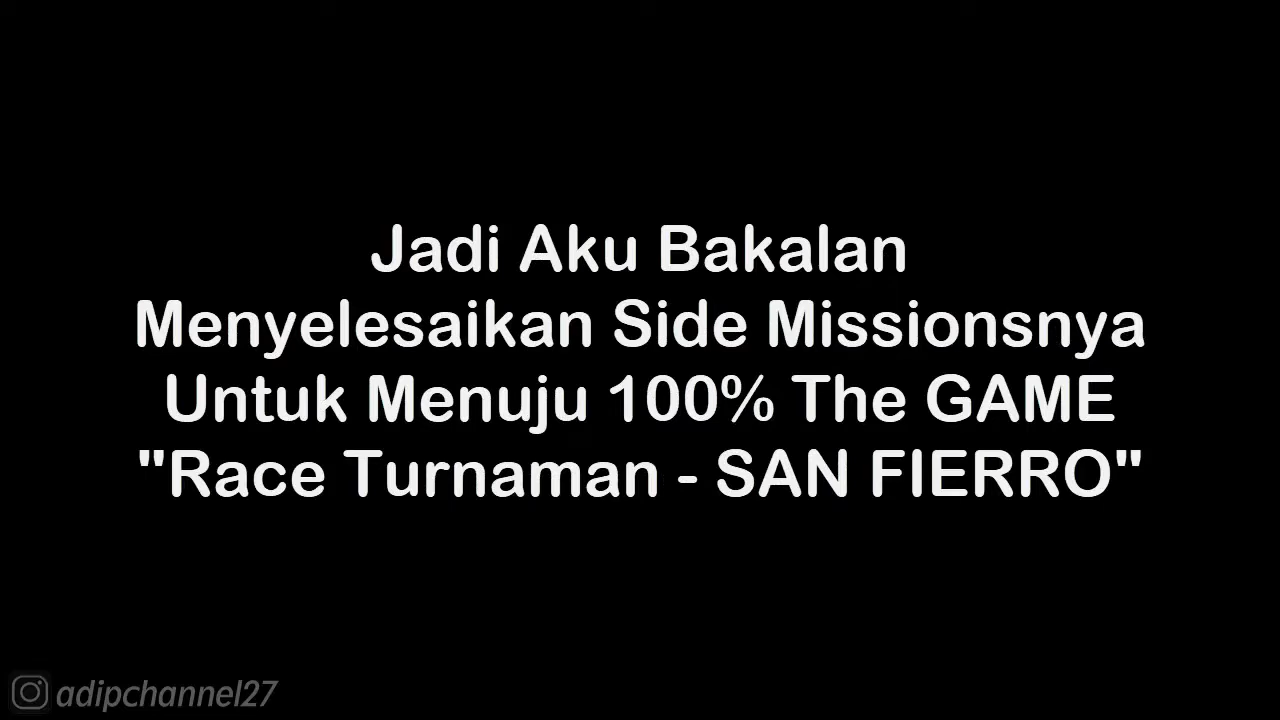 Jadi Aku Bakalan
Menyelesaikan Side Missionsnya
Untuk Menuju 100% The GAME
"Race Turnaman - SAN FIERRO"
adipchannel27